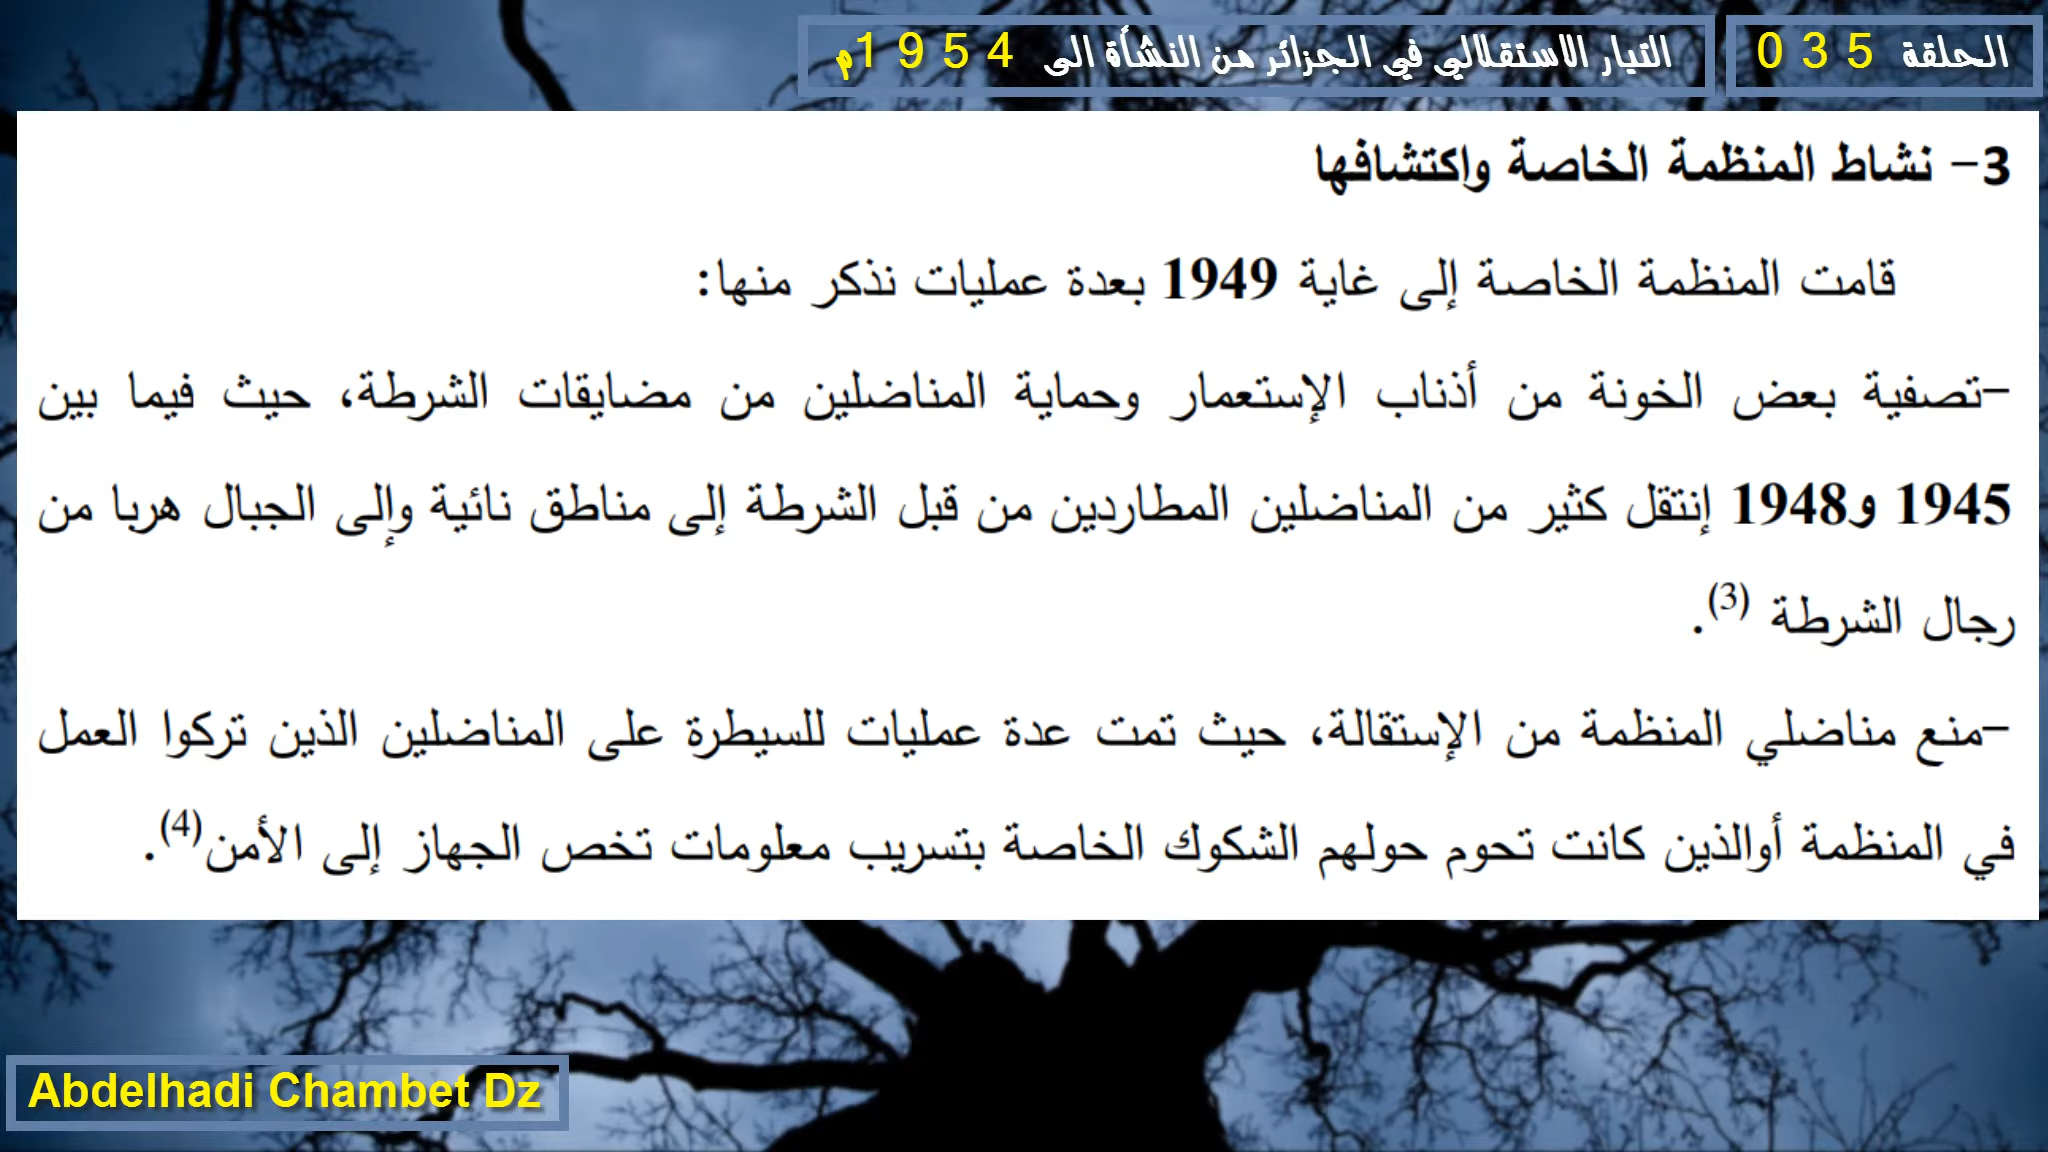 الحلقة 035
التيار الاستقلالي في الجزائر من النشأة الى 1954م
3- نشاط المنظمة الخاصة واكتشافها
قامت المنظمة الخاصة إلى غاية 1949 بعدة عمليات نذكر منها:
-تصفية بعض الخونة من أذناب الإستعمار وحماية المناضلين من مضايقات الشرطة، حيث فيما بين
1945 و1948 إنتقل كثير من المناضلين المطاردين من قبل الشرطة إلى مناطق نائية وإلى الجبال هربا من
رجال الشرطة (3).
-منع مناضلي المنظمة من الإستقالة، حيث تمت عدة عمليات للسيطرة على المناضلين الذين تركوا العمل
في المنظمة أوالذين كانت تحوم حولهم الشكوك الخاصة بتسريب معلومات تخص الجهاز إلى الأمن(4).
Abdelhadi Chambet Dz